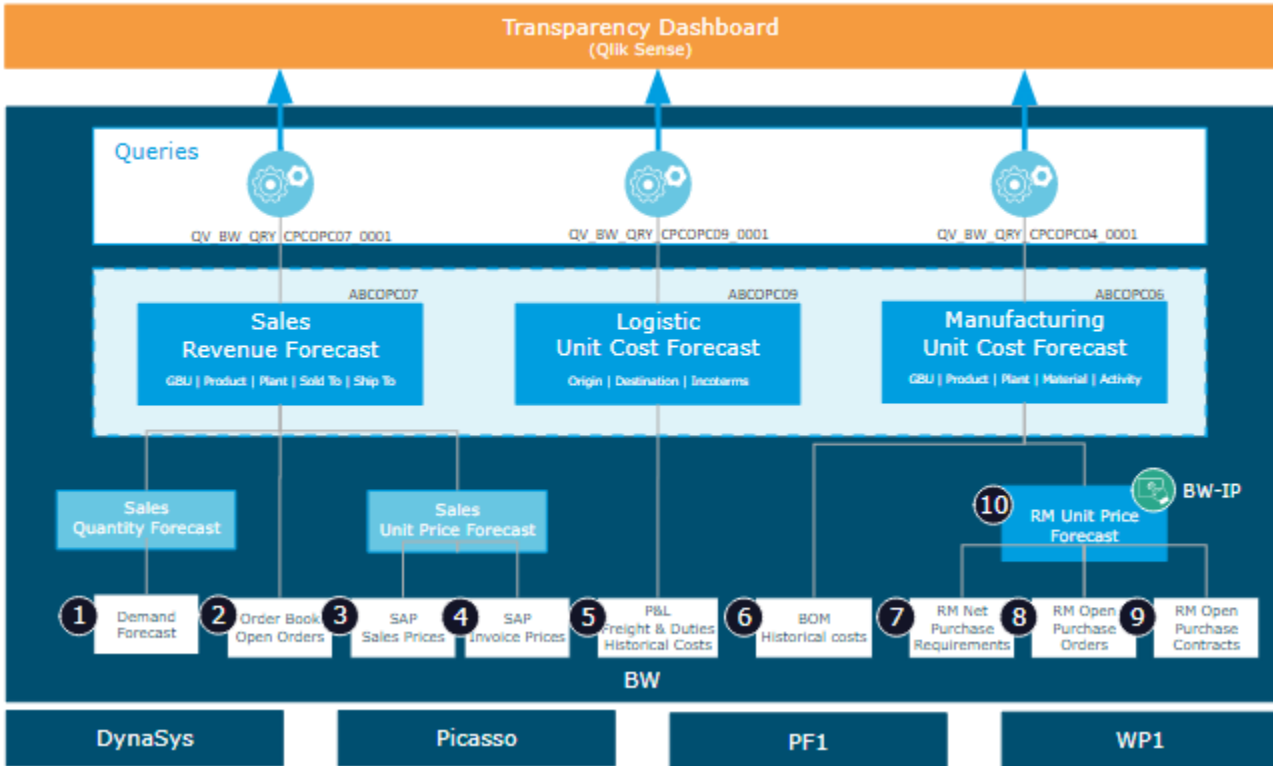 Transparency Dashboard
(Qlik Sense)
Queries
QV_BW_QRY_CPCOPC07_0001
QV_BW_QRY_CPCOPC09_0001
QV_BW_QRY_CPCOPC04_0001
ABCOPC07
Sales
Revenue Forecast
GBU | Product | Plant | Sold To | Ship To
ABCOPC09
Logistic
Unit Cost Forecast
Origin | Destination | Incoterms
ABCOPC06
Manufacturing
Unit Cost Forecast
GBU | Product | Plant | Material | Activity
Sales
Quantity Forecast
Sales
Unit Price Forecast
10
RM Unit Price
Forecast
BW-IP
1
Demand
Forecast
2
Order Book
Open Orders
3
SAP
Sales Prices
4
SAP
Invoice Prices
5
P&L
Freight & Duties
Historical Costs
6
BOM
Historical costs
7
RM Net
Purchase
Requirements
8
RM Open
Purchase
Orders
9
RM Open
Purchase
Contracts
BW
DynaSys
Picasso
PF1
WP1